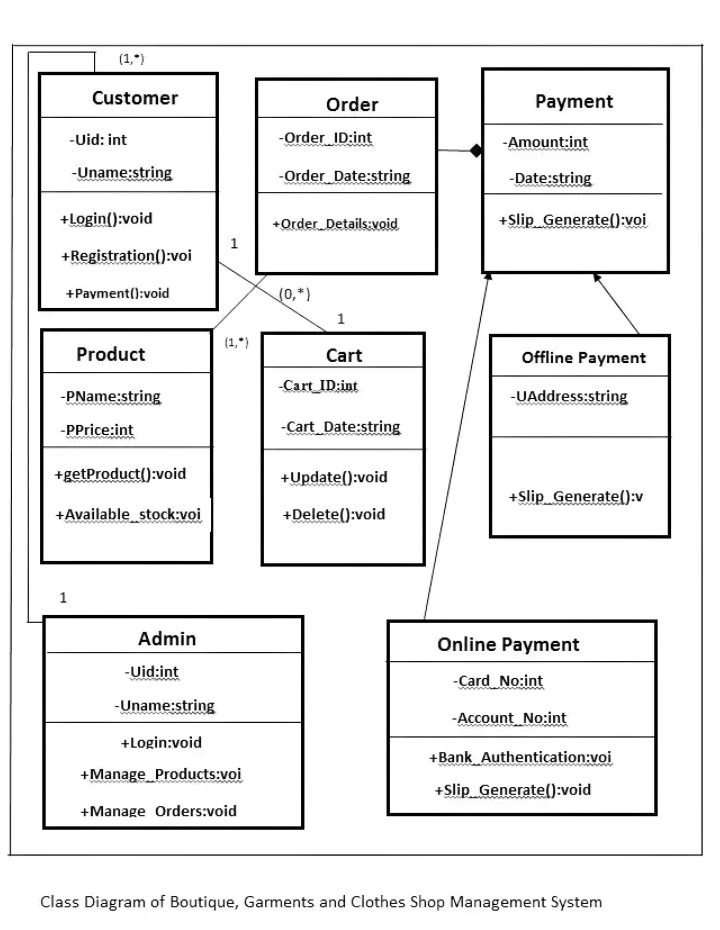 (1,*)
Customer
-Uid: int
-Uname:string
+Login():void
+Registration():voi
+Payment():void
Order
-Order_ID:int
-Order_Date:string
+Order_Details:void
Payment
-Amount:int
-Date:string
+Slip_Generate():voi
1
(0,*)
1
(1,*)
Product
-PName:string
-PPrice:int
+getProduct():void
+Available_stock:voi
Cart
-Cart_ID:int
-Cart_Date:string
+Update():void
+Delete():void
Offline Payment
-UAddress:string
+Slip_Generate():v
1
Admin
-Uid:int
-Uname:string
+Login:void
+Manage_Products:voi
+Manage_Orders:void
Online Payment
-Card_No:int
-Account_No:int
+Bank_Authentication:voi
+Slip_Generate():void
Class Diagram of Boutique, Garments and Clothes Shop Management System